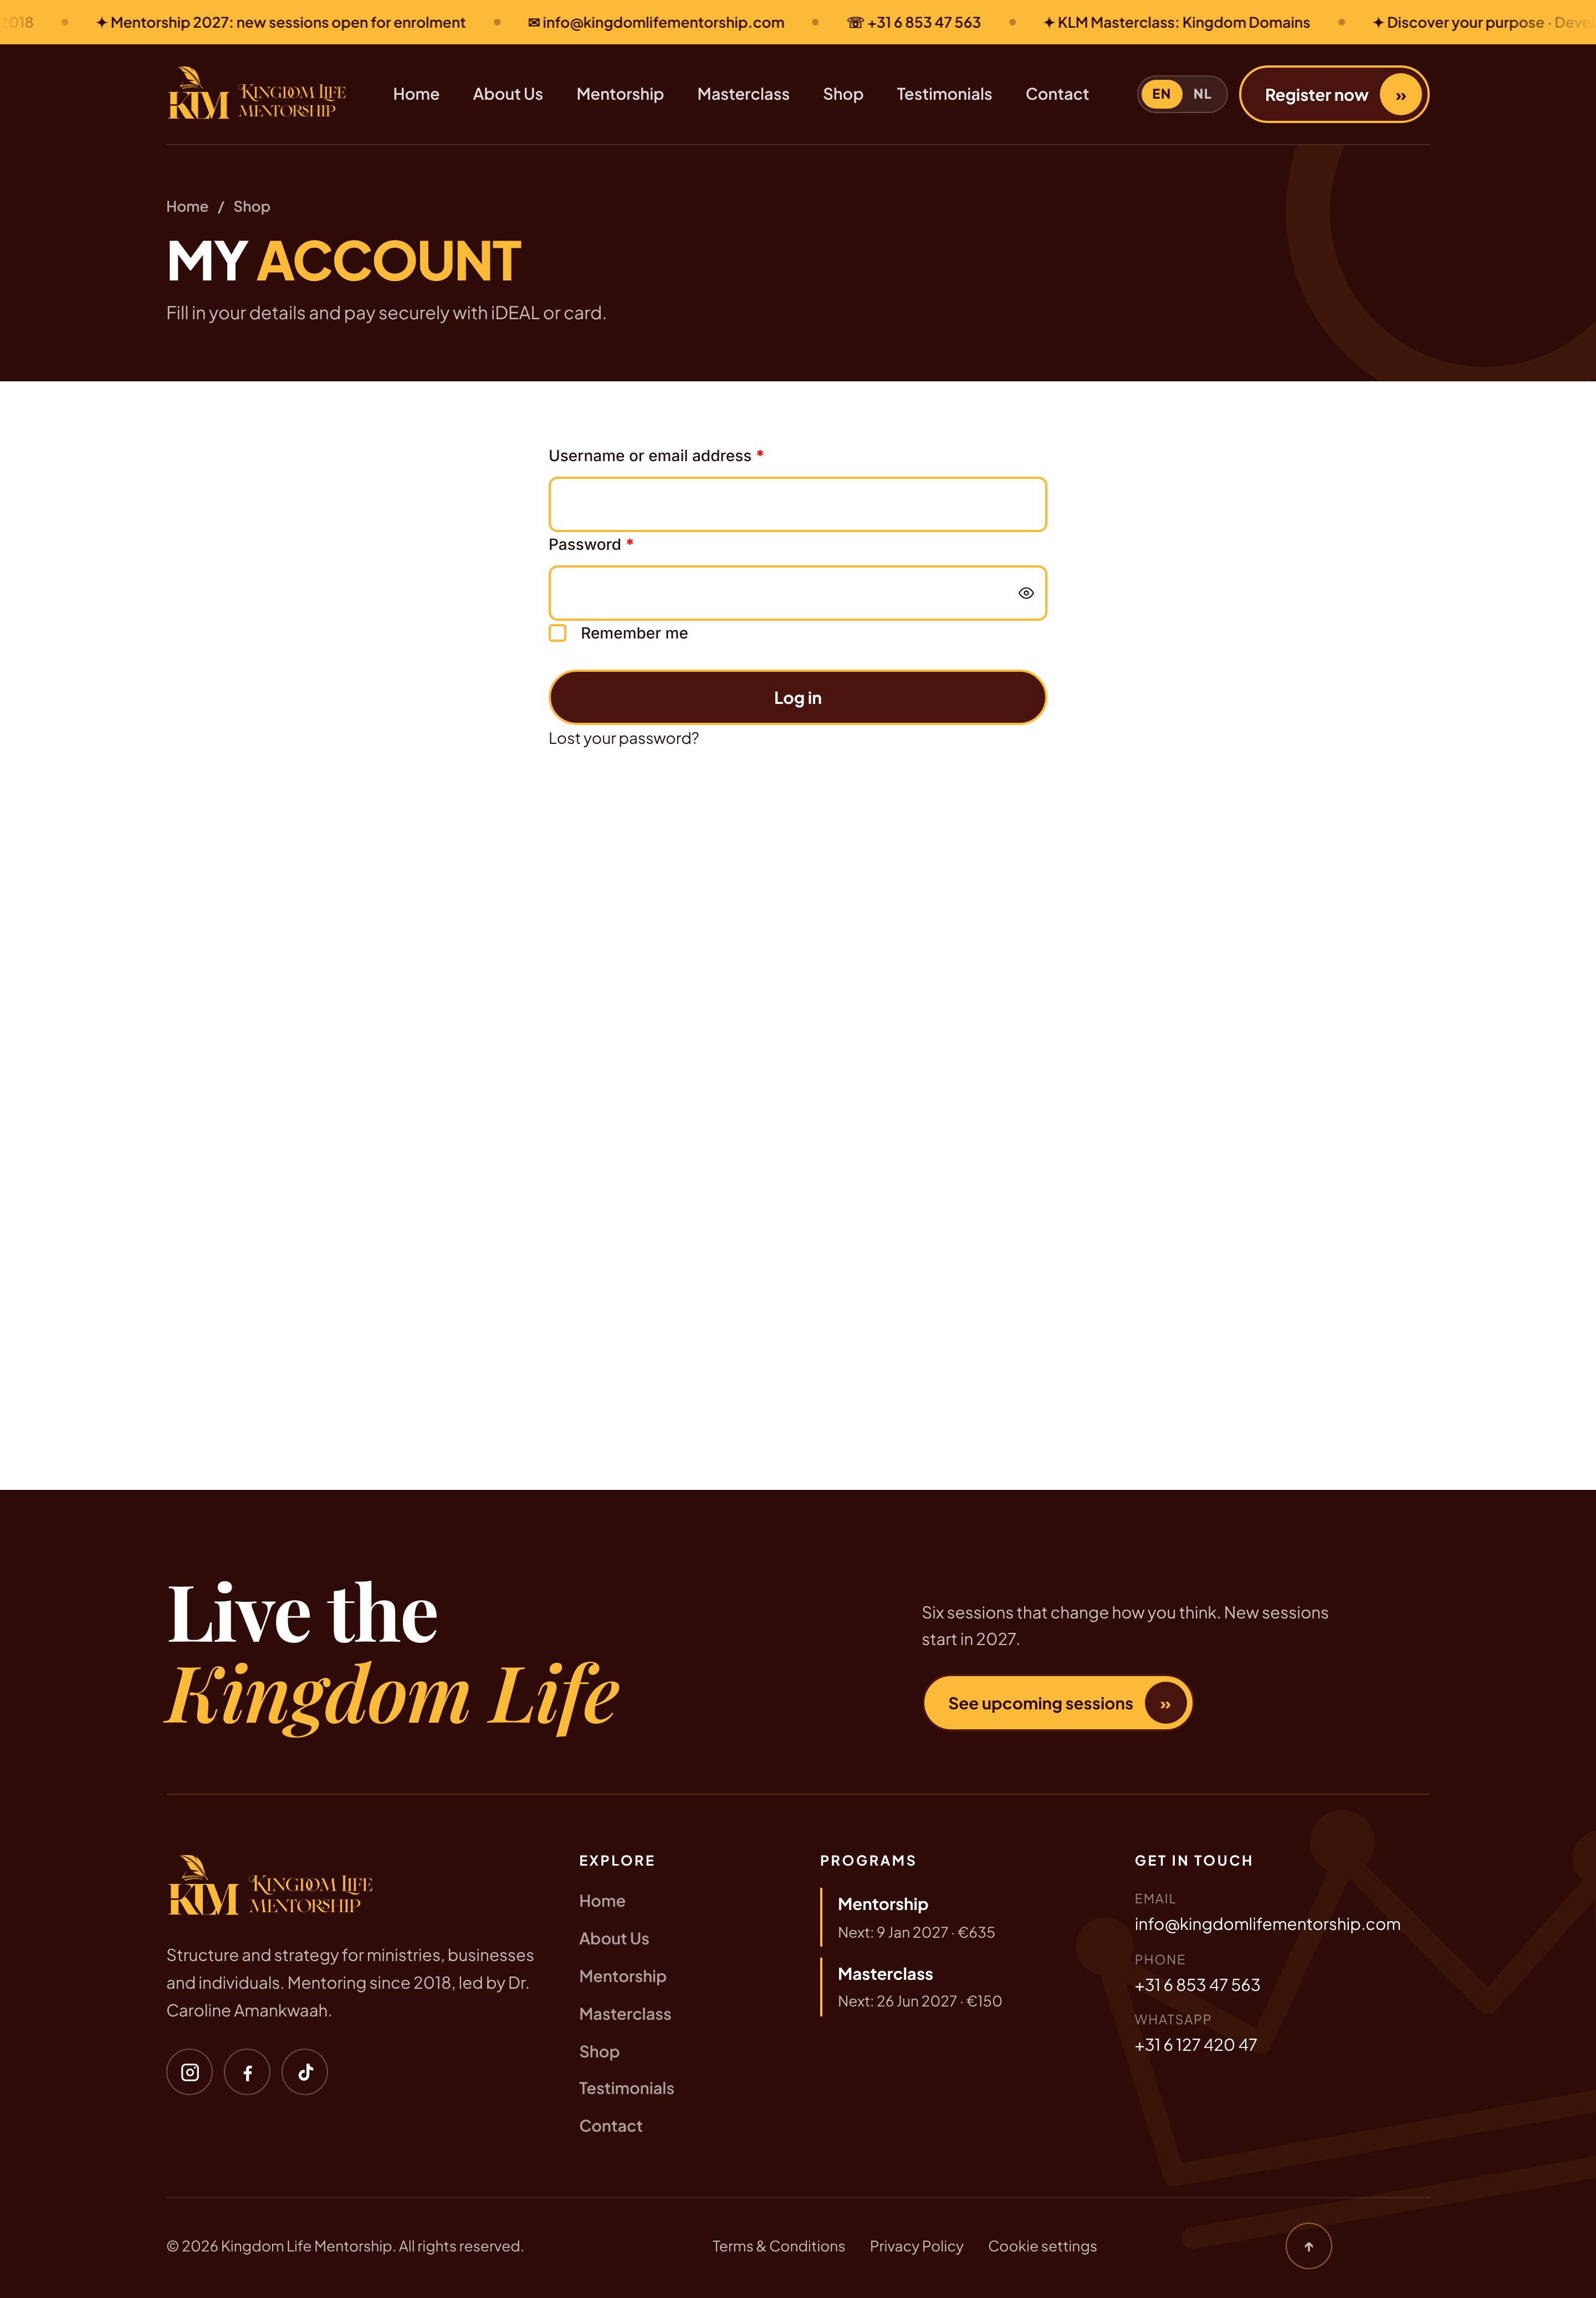 2018 • ✦ Mentorship 2027: new sessions open for enrolment • ✉ info@kingdomlifementorship.com • ☏ +31 6 853 47 563 • ✦ KLM Masterclass: Kingdom Domains • ✦ Discover your purpose ·
KLM KINGDOM LIFE MENTORSHIP
Home About Us Mentorship Masterclass Shop Testimonials Contact EN NL Register now »
Home / Shop
MY ACCOUNT
Fill in your details and pay securely with iDEAL or card.
Username or email address *
Password *
Remember me
Log in
Lost your password?
Live the
Kingdom Life
Six sessions that change how you think. New sessions
start in 2027.
See upcoming sessions »
KLM KINGDOM LIFE MENTORSHIP
Structure and strategy for ministries, businesses
and individuals. Mentoring since 2018, led by Dr.
Caroline Amankwaah.
EXPLORE
Home
About Us
Mentorship
Masterclass
Shop
Testimonials
Contact
PROGRAMS
Mentorship
Next: 9 Jan 2027 · €635
Masterclass
Next: 26 Jun 2027 · €150
GET IN TOUCH
EMAIL
info@kingdomlifementorship.com
PHONE
+31 6 853 47 563
WHATSAPP
+31 6 127 420 47
© 2026 Kingdom Life Mentorship. All rights reserved.
Terms & Conditions Privacy Policy Cookie settings